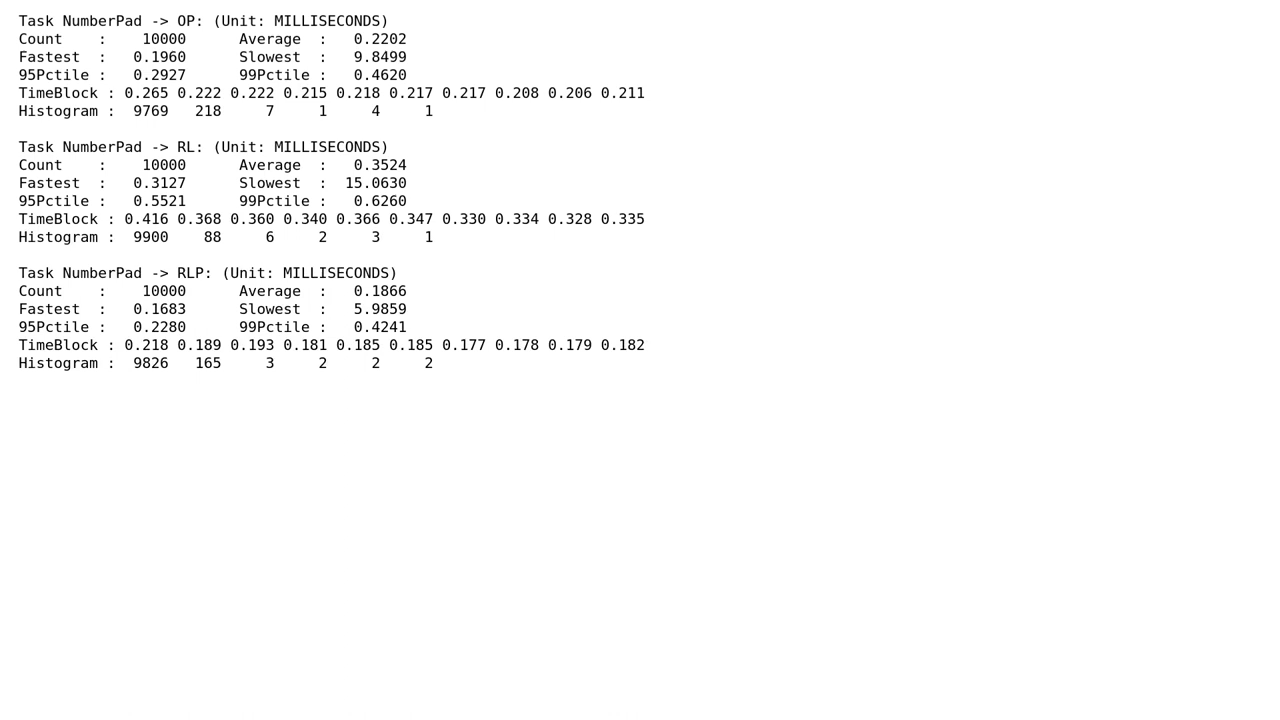 Task NumberPad -> OP: (Unit: MILLISECONDS)
Count    :    10000      Average  :   0.2202
Fastest  :   0.1960      Slowest  :   9.8499
95Pctile :   0.2927      99Pctile :   0.4620
TimeBlock : 0.265 0.222 0.222 0.215 0.218 0.217 0.217 0.208 0.206 0.211
Histogram :  9769   218     7     1     4     1

Task NumberPad -> RL: (Unit: MILLISECONDS)
Count    :    10000      Average  :   0.3524
Fastest  :   0.3127      Slowest  :  15.0630
95Pctile :   0.5521      99Pctile :   0.6260
TimeBlock : 0.416 0.368 0.360 0.340 0.366 0.347 0.330 0.334 0.328 0.335
Histogram :  9900    88     6     2     3     1

Task NumberPad -> RLP: (Unit: MILLISECONDS)
Count    :    10000      Average  :   0.1866
Fastest  :   0.1683      Slowest  :   5.9859
95Pctile :   0.2280      99Pctile :   0.4241
TimeBlock : 0.218 0.189 0.193 0.181 0.185 0.185 0.177 0.178 0.179 0.182
Histogram :  9826   165     3     2     2     2